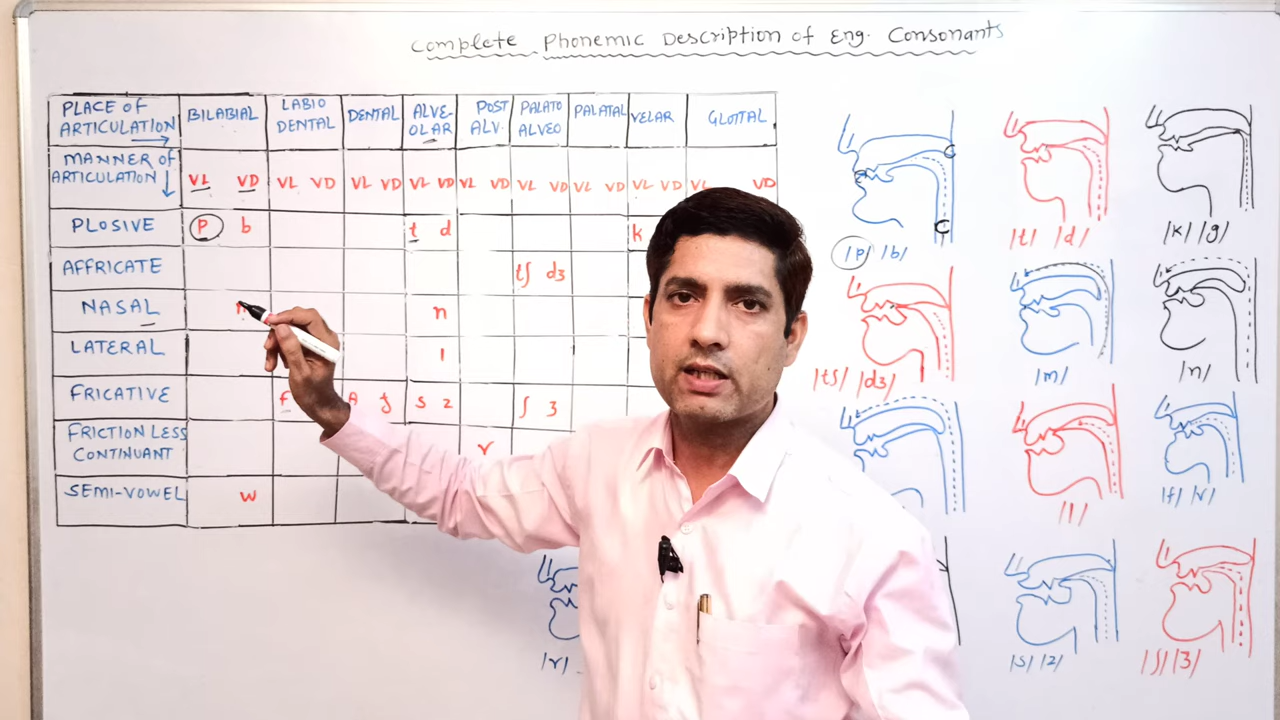 Complete Phonemic Description of Eng. Consonants
PLACE OF ARTICULATION → BILABIAL LABIO DENTAL DENTAL ALVE-OLAR POST ALV. PALATO ALVEO PALATAL VELAR GLOTTAL
MANNER OF ARTICULATION ↓ VL VD VL VD VL VD VL VD VL VD VL VD VL VD VL VD VL VD
PLOSIVE p b t d k
AFFRICATE tʃ dʒ
NASAL n
LATERAL l
FRICATIVE f s z ʃ ʒ
FRICTION LESS CONTINUANT r
SEMI-VOWEL w
/p/ /b/
/t/ /d/
/k/ /g/
/tʃ/ /dʒ/
/m/
/n/
/l/
/f/ /v/
/r/
/s/ /z/
/ʃ/ /ʒ/